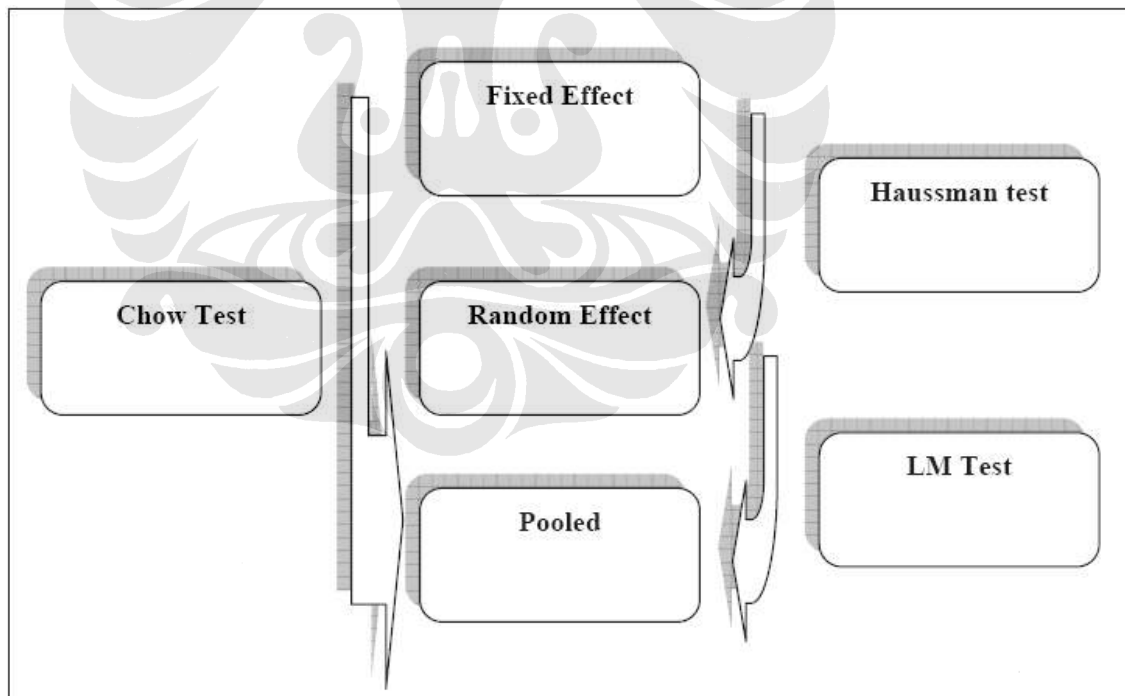 Fixed Effect
Haussman test
Chow Test
Random Effect
LM Test
Pooled